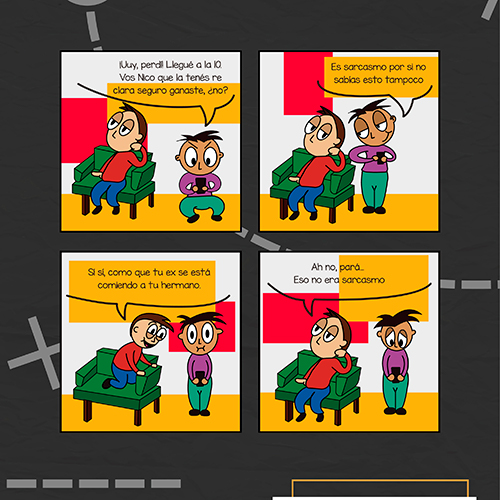 ¡Uuy, perdí! Llegué a la 10.
Vos Nico que la tenés re
clara seguro ganaste, ¿no?
Es sarcasmo por si no
sabías esto tampoco
Si sí, como que tu ex se está
comiendo a tu hermano.
Ah no, pará...
Eso no era sarcasmo